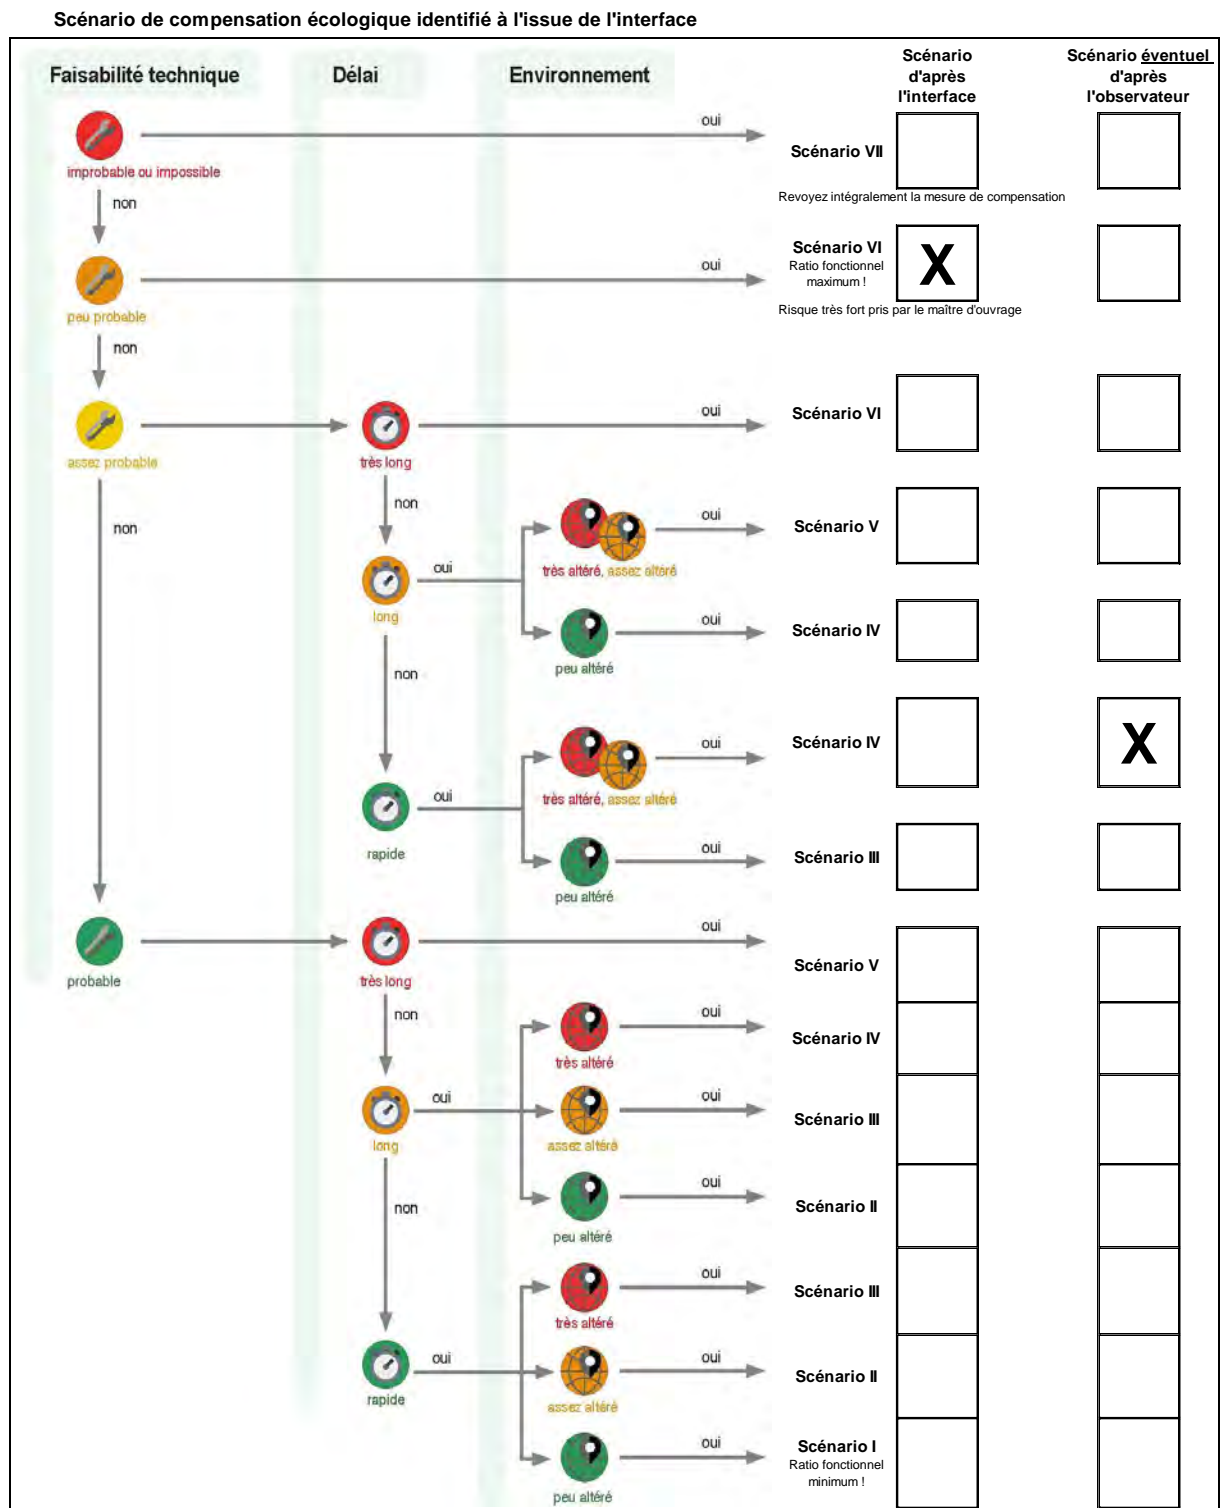 Scénario de compensation écologique identifié à l'issue de l'interface
Faisabilité technique
Délai
Environnement
Scénario
d'après
l'interface
Scénario éventuel
d'après
l'observateur
oui
improbable ou impossible
Scénario VII
Revoyez intégralement la mesure de compensation
non
oui
peu probable
Scénario VI
Ratio fonctionnel
maximum !
X
Risque très fort pris par le maître d'ouvrage
non
oui
assez probable
très long
Scénario VI
non
non
oui
très altéré, assez altéré
Scénario V
oui
long
oui
peu altéré
Scénario IV
non
oui
très altéré, assez altéré
Scénario IV
X
oui
rapide
oui
peu altéré
Scénario III
oui
probable
très long
Scénario V
non
oui
très altéré
Scénario IV
oui
long
oui
assez altéré
Scénario III
non
oui
peu altéré
Scénario II
oui
très altéré
Scénario III
oui
rapide
oui
assez altéré
Scénario II
oui
peu altéré
Scénario I
Ratio fonctionnel
minimum !